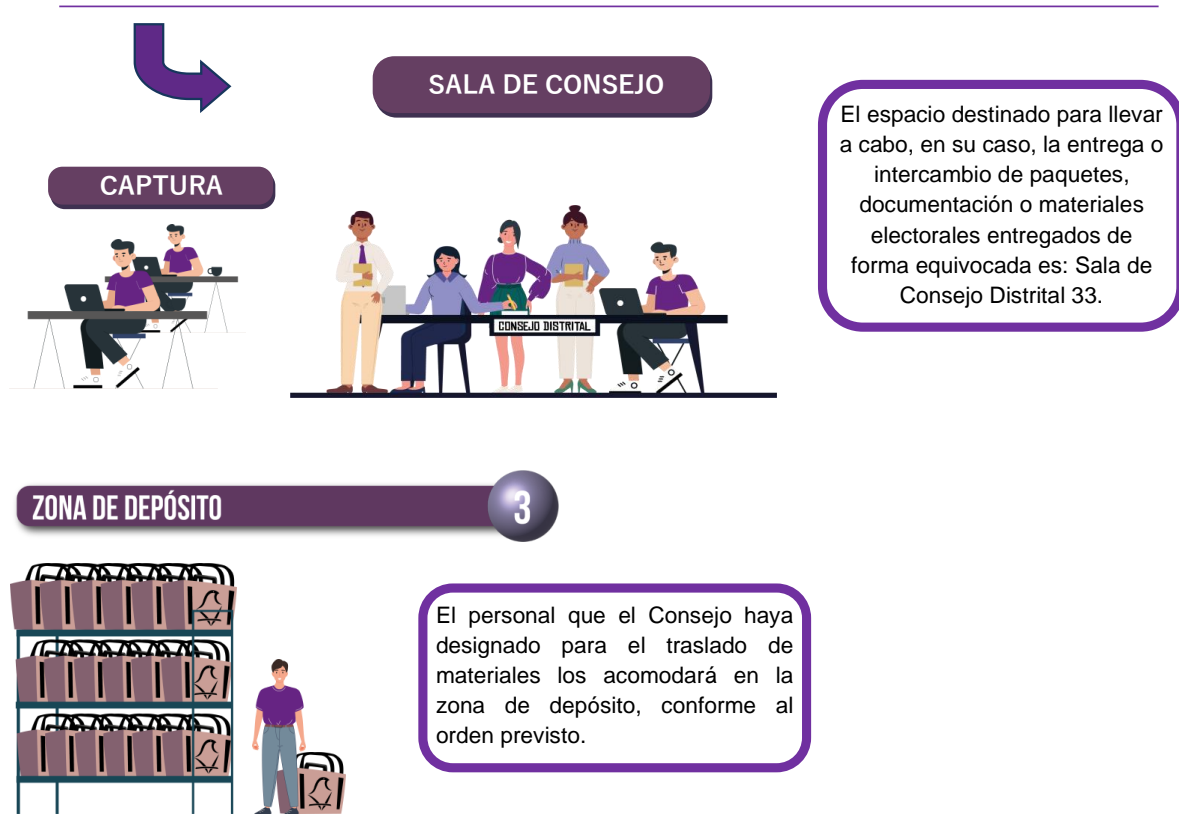 SALA DE CONSEJO
El espacio destinado para llevar
a cabo, en su caso, la entrega o
intercambio de paquetes,
documentación o materiales
electorales entregados de
forma equivocada es: Sala de
Consejo Distrital 33.
CAPTURA
CONSEJO DISTRITAL
ZONA DE DEPÓSITO
3
El personal que el Consejo haya
designado para el traslado de
materiales los acomodará en la
zona de depósito, conforme al
orden previsto.